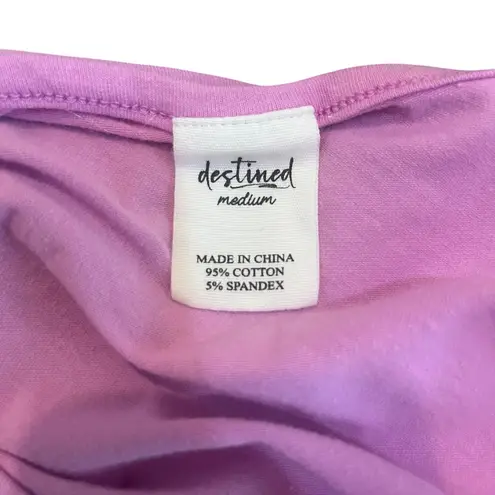 destined
medium
MADE IN CHINA
95% COTTON
5% SPANDEX